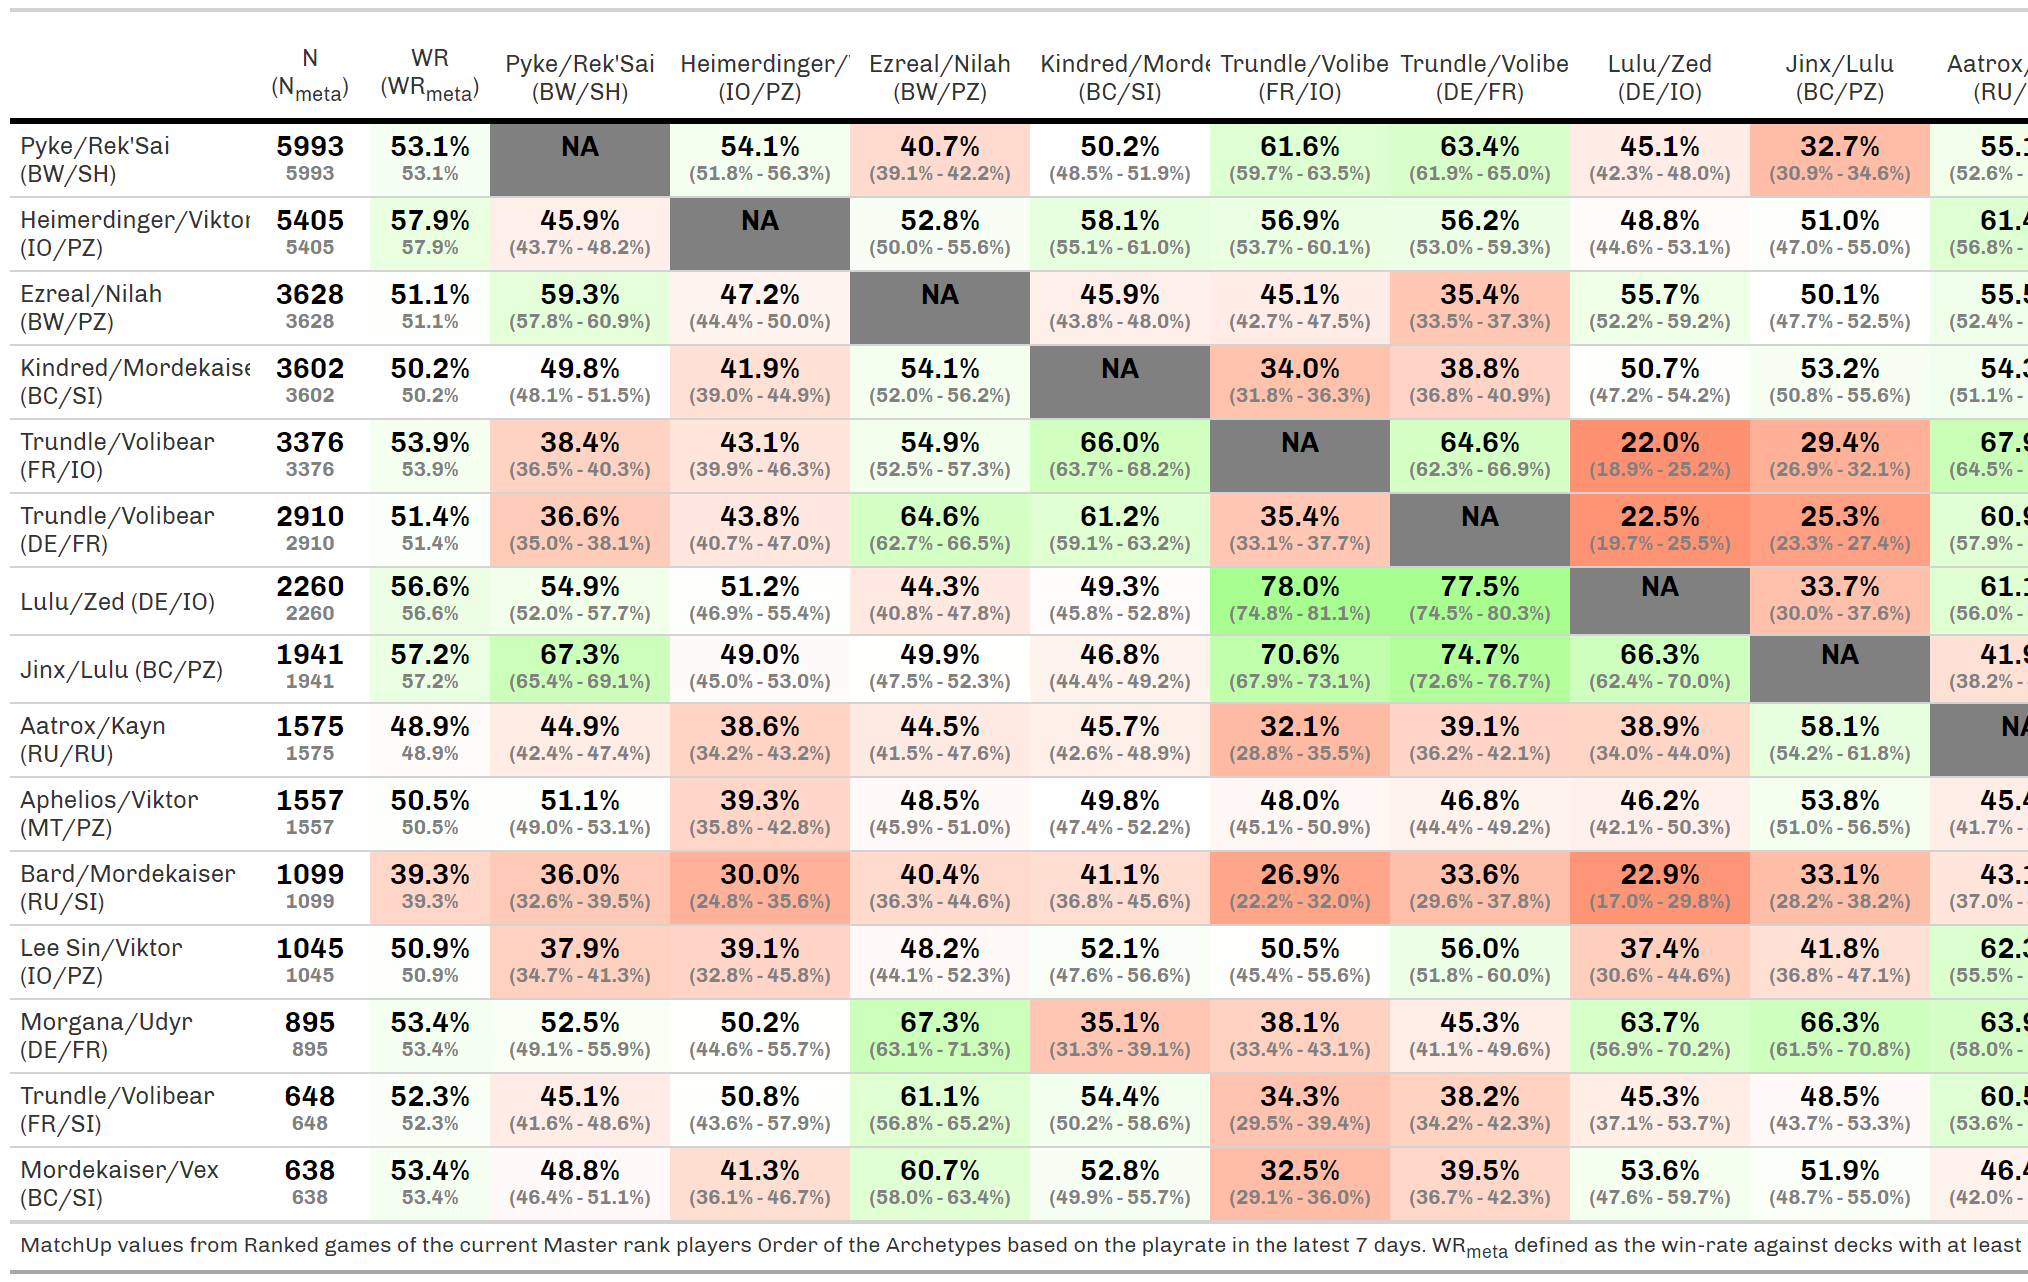 N WR Pyke/Rek'Sai Heimerdinger/ Ezreal/Nilah Kindred/Morde Trundle/Volibe Trundle/Volibe Lulu/Zed Jinx/Lulu Aatrox/
(Nmeta) (WRmeta) (BW/SH) (IO/PZ) (BW/PZ) (BC/SI) (FR/IO) (DE/FR) (DE/IO) (BC/PZ) (RU/
Pyke/Rek'Sai 5993 53.1% NA 54.1% 40.7% 50.2% 61.6% 63.4% 45.1% 32.7% 55.1
(BW/SH) 5993 53.1% (51.8% - 56.3%) (39.1% - 42.2%) (48.5% - 51.9%) (59.7% - 63.5%) (61.9% - 65.0%) (42.3% - 48.0%) (30.9% - 34.6%) (52.6% -
Heimerdinger/Viktor 5405 57.9% 45.9% NA 52.8% 58.1% 56.9% 56.2% 48.8% 51.0% 61.4
(IO/PZ) 5405 57.9% (43.7% - 48.2%) (50.0% - 55.6%) (55.1% - 61.0%) (53.7% - 60.1%) (53.0% - 59.3%) (44.6% - 53.1%) (47.0% - 55.0%) (56.8% -
Ezreal/Nilah 3628 51.1% 59.3% 47.2% NA 45.9% 45.1% 35.4% 55.7% 50.1% 55.5
(BW/PZ) 3628 51.1% (57.8% - 60.9%) (44.4% - 50.0%) (43.8% - 48.0%) (42.7% - 47.5%) (33.5% - 37.3%) (52.2% - 59.2%) (47.7% - 52.5%) (52.4% -
Kindred/Mordekaise 3602 50.2% 49.8% 41.9% 54.1% NA 34.0% 38.8% 50.7% 53.2% 54.3
(BC/SI) 3602 50.2% (48.1% - 51.5%) (39.0% - 44.9%) (52.0% - 56.2%) (31.8% - 36.3%) (36.8% - 40.9%) (47.2% - 54.2%) (50.8% - 55.6%) (51.1% -
Trundle/Volibear 3376 53.9% 38.4% 43.1% 54.9% 66.0% NA 64.6% 22.0% 29.4% 67.9
(FR/IO) 3376 53.9% (36.5% - 40.3%) (39.9% - 46.3%) (52.5% - 57.3%) (63.7% - 68.2%) (62.3% - 66.9%) (18.9% - 25.2%) (26.9% - 32.1%) (64.5% -
Trundle/Volibear 2910 51.4% 36.6% 43.8% 64.6% 61.2% 35.4% NA 22.5% 25.3% 60.9
(DE/FR) 2910 51.4% (35.0% - 38.1%) (40.7% - 47.0%) (62.7% - 66.5%) (59.1% - 63.2%) (33.1% - 37.7%) (19.7% - 25.5%) (23.3% - 27.4%) (57.9% -
Lulu/Zed (DE/IO) 2260 56.6% 54.9% 51.2% 44.3% 49.3% 78.0% 77.5% NA 33.7% 61.1
2260 56.6% (52.0% - 57.7%) (46.9% - 55.4%) (40.8% - 47.8%) (45.8% - 52.8%) (74.8% - 81.1%) (74.5% - 80.3%) (30.0% - 37.6%) (56.0% -
Jinx/Lulu (BC/PZ) 1941 57.2% 67.3% 49.0% 49.9% 46.8% 70.6% 74.7% 66.3% NA 41.9
1941 57.2% (65.4% - 69.1%) (45.0% - 53.0%) (47.5% - 52.3%) (44.4% - 49.2%) (67.9% - 73.1%) (72.6% - 76.7%) (62.4% - 70.0%) (38.2% -
Aatrox/Kayn 1575 48.9% 44.9% 38.6% 44.5% 45.7% 32.1% 39.1% 38.9% 58.1% NA
(RU/RU) 1575 48.9% (42.4% - 47.4%) (34.2% - 43.2%) (41.5% - 47.6%) (42.6% - 48.9%) (28.8% - 35.5%) (36.2% - 42.1%) (34.0% - 44.0%) (54.2% - 61.8%)
Aphelios/Viktor 1557 50.5% 51.1% 39.3% 48.5% 49.8% 48.0% 46.8% 46.2% 53.8% 45.4
(MT/PZ) 1557 50.5% (49.0% - 53.1%) (35.8% - 42.8%) (45.9% - 51.0%) (47.4% - 52.2%) (45.1% - 50.9%) (44.4% - 49.2%) (42.1% - 50.3%) (51.0% - 56.5%) (41.7% -
Bard/Mordekaiser 1099 39.3% 36.0% 30.0% 40.4% 41.1% 26.9% 33.6% 22.9% 33.1% 43.1
(RU/SI) 1099 39.3% (32.6% - 39.5%) (24.8% - 35.6%) (36.3% - 44.6%) (36.8% - 45.6%) (22.2% - 32.0%) (29.6% - 37.8%) (17.0% - 29.8%) (28.2% - 38.2%) (37.0% -
Lee Sin/Viktor 1045 50.9% 37.9% 39.1% 48.2% 52.1% 50.5% 56.0% 37.4% 41.8% 62.3
(IO/PZ) 1045 50.9% (34.7% - 41.3%) (32.8% - 45.8%) (44.1% - 52.3%) (47.6% - 56.6%) (45.4% - 55.6%) (51.8% - 60.0%) (30.6% - 44.6%) (36.8% - 47.1%) (55.5% -
Morgana/Udyr 895 53.4% 52.5% 50.2% 67.3% 35.1% 38.1% 45.3% 63.7% 66.3% 63.9
(DE/FR) 895 53.4% (49.1% - 55.9%) (44.6% - 55.7%) (63.1% - 71.3%) (31.3% - 39.1%) (33.4% - 43.1%) (41.1% - 49.6%) (56.9% - 70.2%) (61.5% - 70.8%) (58.0% -
Trundle/Volibear 648 52.3% 45.1% 50.8% 61.1% 54.4% 34.3% 38.2% 45.3% 48.5% 60.5
(FR/SI) 648 52.3% (41.6% - 48.6%) (43.6% - 57.9%) (56.8% - 65.2%) (50.2% - 58.6%) (29.5% - 39.4%) (34.2% - 42.3%) (37.1% - 53.7%) (43.7% - 53.3%) (53.6% -
Mordekaiser/Vex 638 53.4% 48.8% 41.3% 60.7% 52.8% 32.5% 39.5% 53.6% 51.9% 46.4
(BC/SI) 638 53.4% (46.4% - 51.1%) (36.1% - 46.7%) (58.0% - 63.4%) (49.9% - 55.7%) (29.1% - 36.0%) (36.7% - 42.3%) (47.6% - 59.7%) (48.7% - 55.0%) (42.0% -
MatchUp values from Ranked games of the current Master rank players Order of the Archetypes based on the playrate in the latest 7 days. WRmeta defined as the win-rate against decks with at least